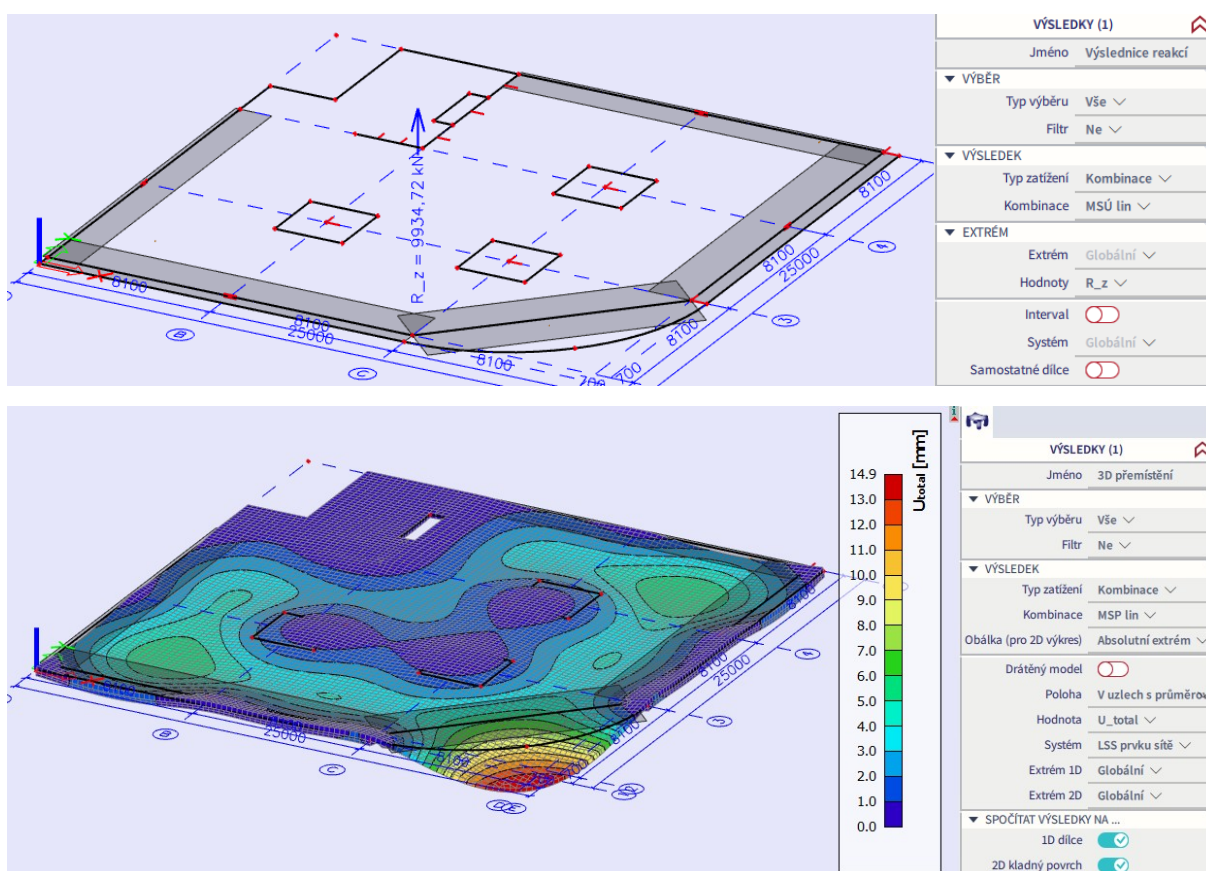 VÝSLEDKY (1)
Jméno Výslednice reakcí
VÝBĚR
Typ výběru Vše
Filtr Ne
VÝSLEDEK
Typ zatížení Kombinace
Kombinace MSÚ lin
EXTRÉM
Extrém Globální
Hodnoty R_z
Interval
Systém Globální
Samostatné dílce
R_z = 9934,72 kN
8100
B
8100
25000
C
8100
700
700
8100
3
8100
25000
4
8100
VÝSLEDKY (1)
Jméno 3D přemístění
VÝBĚR
Typ výběru Vše
Filtr Ne
VÝSLEDEK
Typ zatížení Kombinace
Kombinace MSP lin
Obálka (pro 2D výkres) Absolutní extrém
Drátěný model
Poloha V uzlech s průměrov
Hodnota U_total
Systém LSS prvku sítě
Extrém 1D Globální
Extrém 2D Globální
SPOČÍTAT VÝSLEDKY NA ...
1D dílce
2D kladný povrch
Utotal [mm]
14.9
13.0
12.0
11.0
10.0
9.0
8.0
7.0
6.0
5.0
4.0
3.0
2.0
1.0
0.0
8100
B
25000
C
8100
3
8100
25000
4
8100